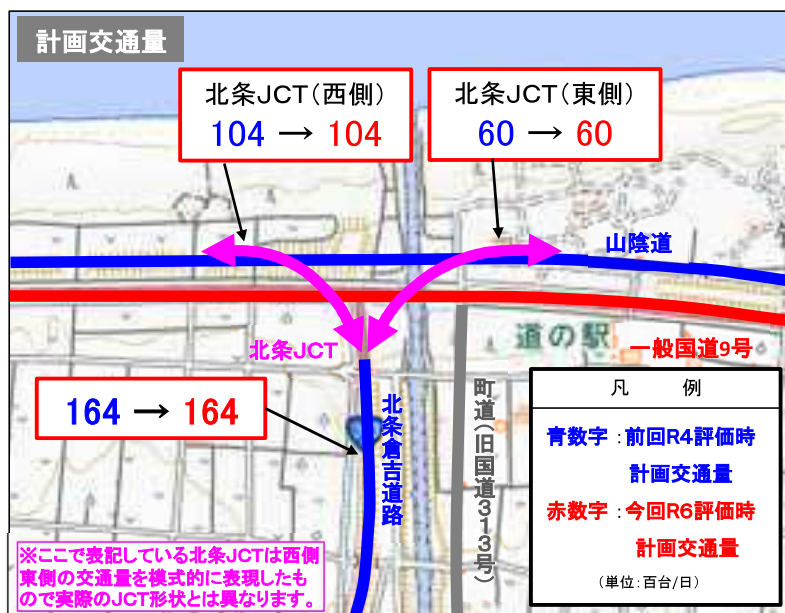 計画交通量
北条JCT(西側)
104 → 104
北条JCT(東側)
60 → 60
山陰道
道の駅
一般国道9号
北条JCT
164 → 164
北条倉吉道路
町道(旧国道313号)
凡 例
青数字:前回R4評価時
計画交通量
赤数字:今回R6評価時
計画交通量
(単位:百台/日)
※ここで表記している北条JCTは西側
東側の交通量を模式的に表現したも
ので実際のJCT形状とは異なります。